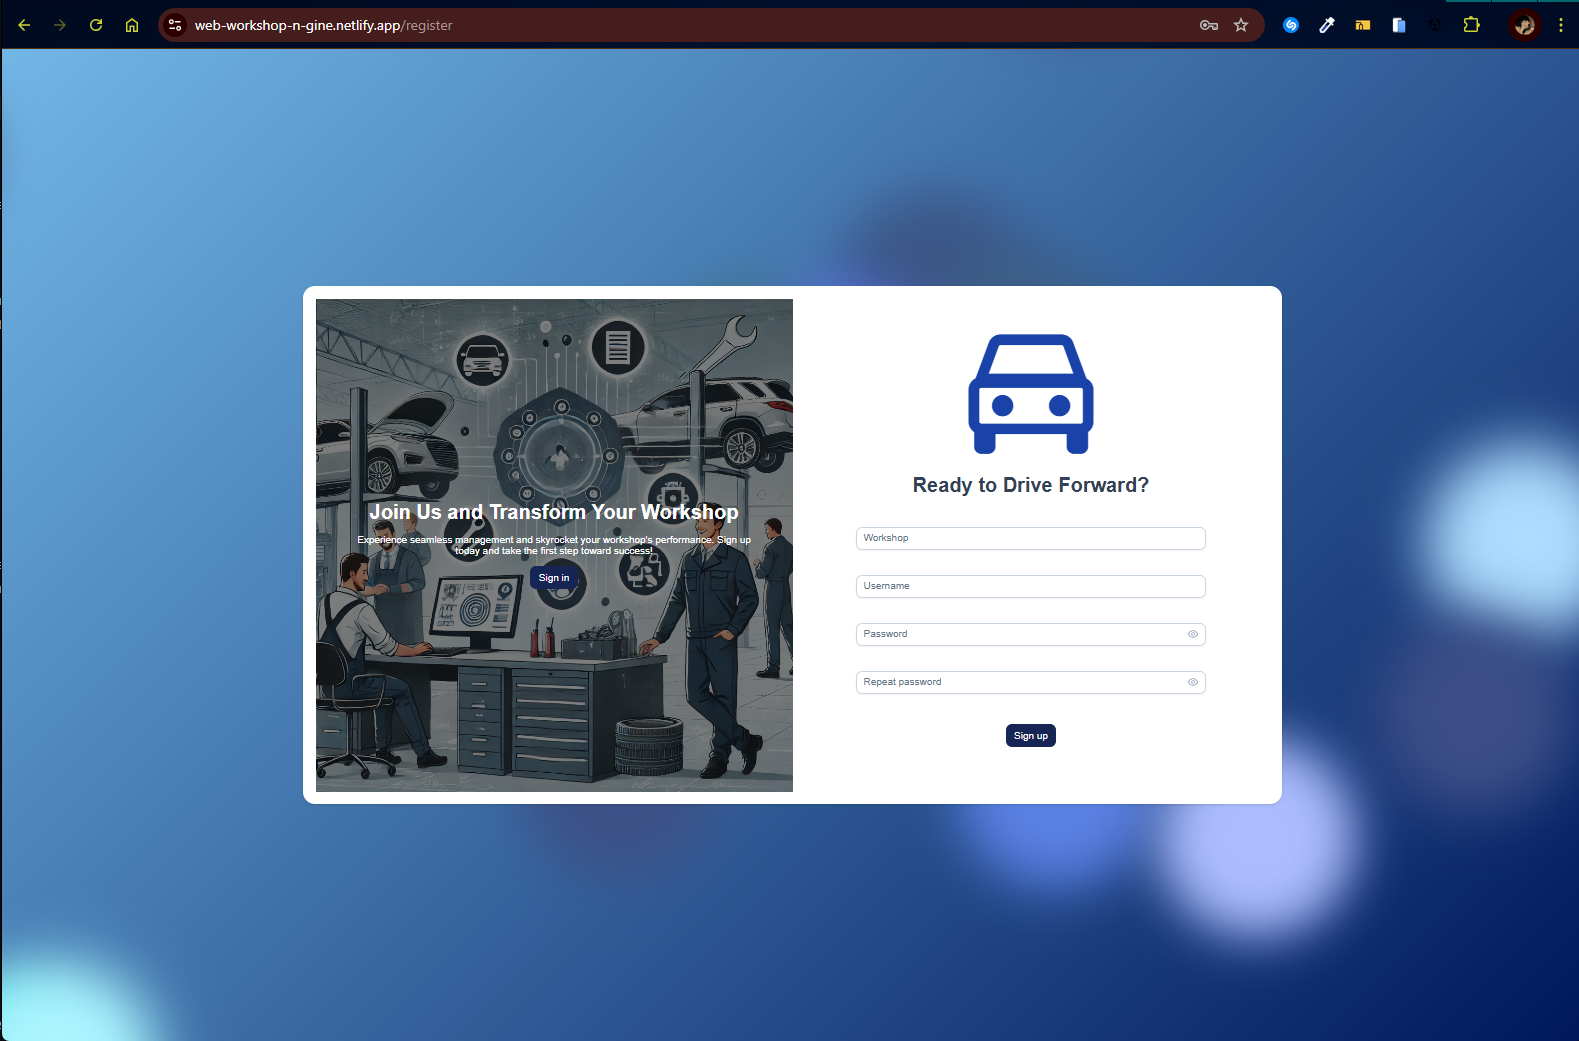 web-workshop-n-gine.netlify.app/register
Join Us and Transform Your Workshop
Experience seamless management and skyrocket your workshop's performance. Sign up
today and take the first step toward success!
Sign in
Ready to Drive Forward?
Workshop
Username
Password
Repeat password
Sign up